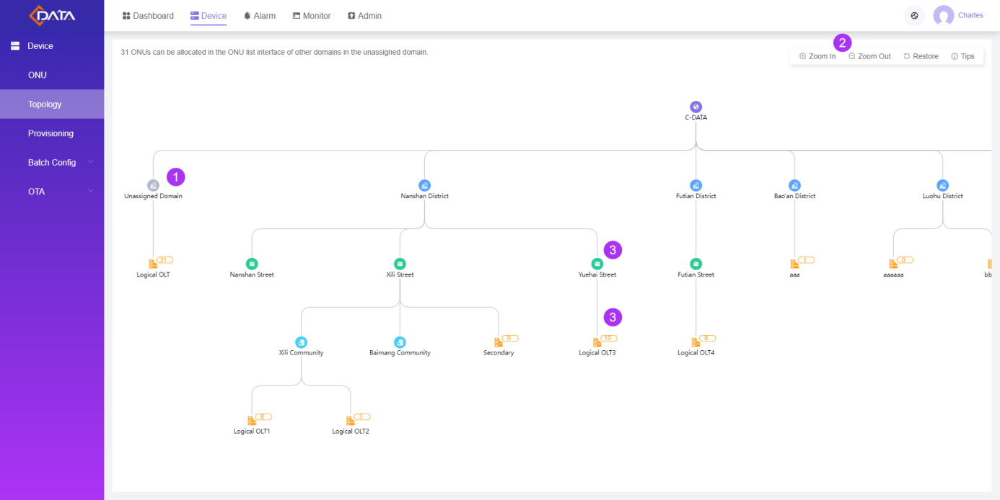 DATA
Dashboard Device Alarm Monitor Admin Charles
Device
ONU
Topology
Provisioning
Batch Config
OTA
31 ONUs can be allocated in the ONU list interface of other domains in the unassigned domain.
2
Zoom In Zoom Out Restore Tips
C-DATA
1
Unassigned Domain Nanshan District Futian District Bao'an District Luohu District
3
31 1 0
Logical OLT Nanshan Street Xili Street Yuehai Street Futian Street aaa aaaaaa bb
3
0 10 8
Xili Community Baimang Community Secondary Logical OLT3 Logical OLT4
8 3
Logical OLT1 Logical OLT2